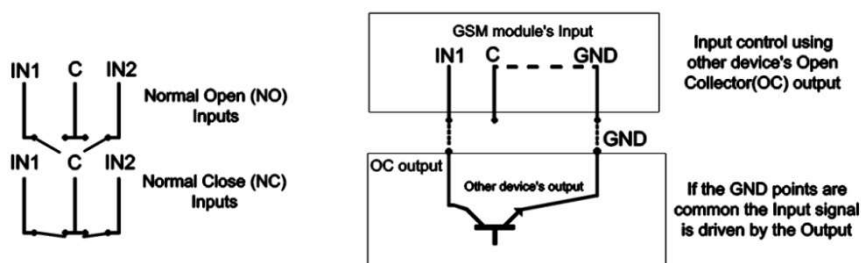 IN1 C IN2
Normal Open (NO)
Inputs
IN1 C IN2
Normal Close (NC)
Inputs
GSM module's Input
IN1 C GND
GND
OC output
Other device's output
Input control using
other device's Open
Collector(OC) output
If the GND points are
common the Input signal
is driven by the Output